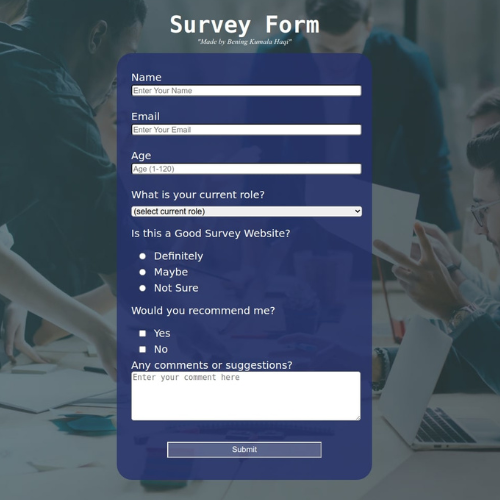 Survey Form
"Made by Bening Kumala Haqi"
Name
Enter Your Name
Email
Enter Your Email
Age
Age (1-120)
What is your current role?
(select current role)
Is this a Good Survey Website?
Definitely
Maybe
Not Sure
Would you recommend me?
Yes
No
Any comments or suggestions?
Enter your comment here
Submit